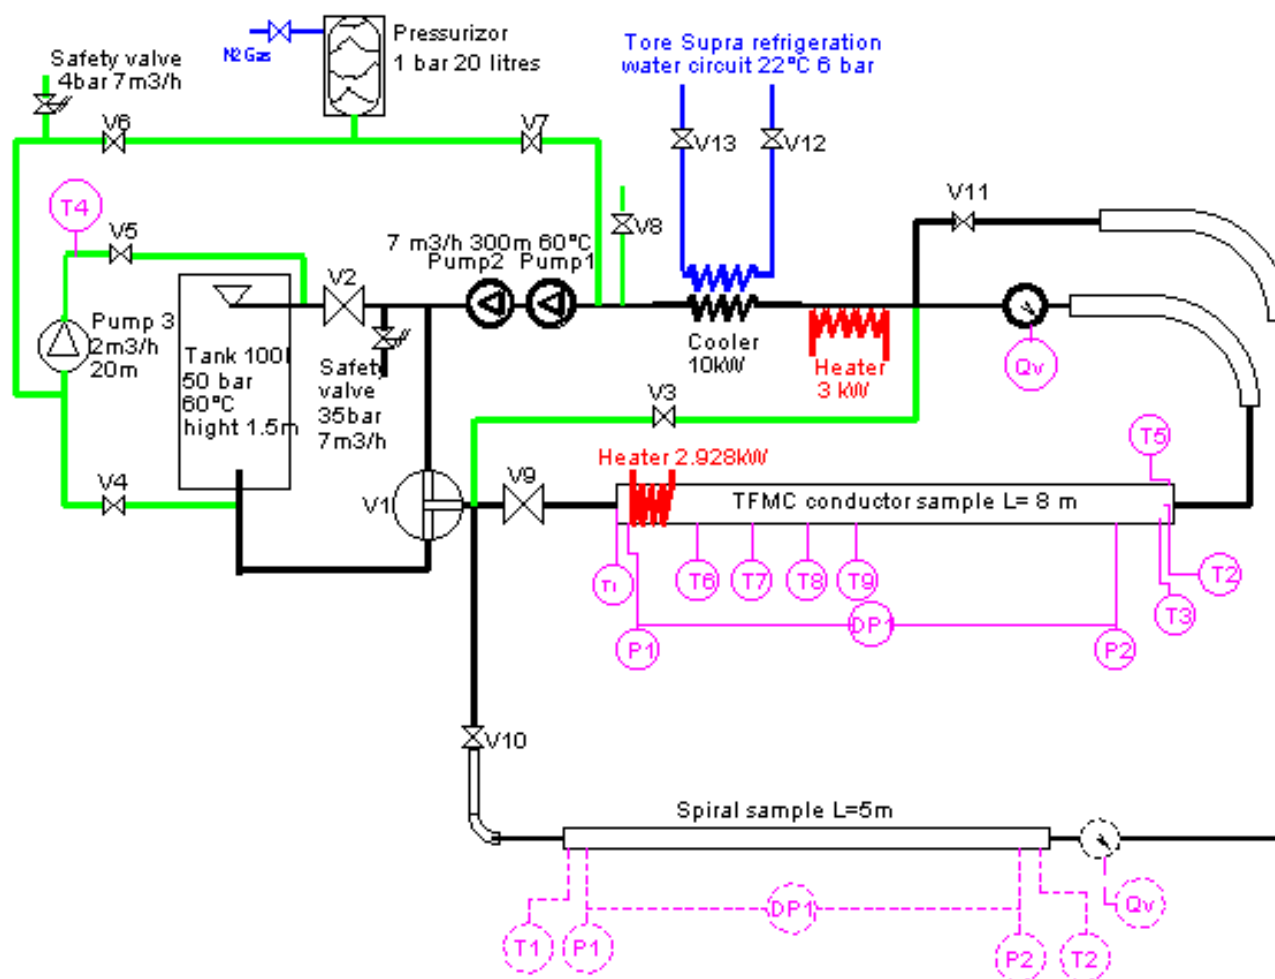 Safety valve
4bar 7m3/h
N2 Gas
Pressurizor
1 bar 20 litres
Tore Supra refrigeration
water circuit 22°C 6 bar
V6
V7
V13
V12
V11
T4
V5
V8
7 m3/h 300m 60°C
Pump2
Pump1
V2
Pump 3
2m3/h
20m
Tank 100l
50 bar
60°C
hight 1.5m
Safety
valve
35bar
7m3/h
Cooler
10kW
Heater
3 kW
Qv
V3
V4
V1
V9
Heater 2.928kW
T5
TFMC conductor sample L= 8 m
T1
T6
T7
T8
T9
T2
T3
P1
DP1
P2
V10
Spiral sample L=5m
T1
P1
DP1
P2
T2
Qv